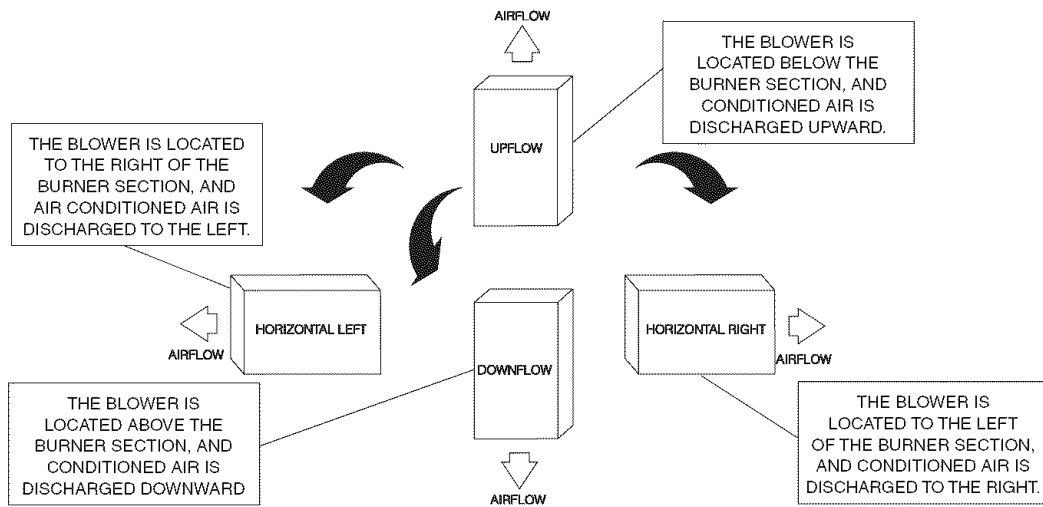 AIRFLOW
THE BLOWER IS
LOCATED BELOW THE
BURNER SECTION, AND
CONDITIONED AIR IS
DISCHARGED UPWARD.
THE BLOWER IS LOCATED
TO THE RIGHT OF THE
BURNER SECTION, AND
AIR CONDITIONED AIR IS
DISCHARGED TO THE LEFT.
UPFLOW
HORIZONTAL LEFT
AIRFLOW
HORIZONTAL RIGHT
AIRFLOW
DOWNFLOW
THE BLOWER IS
LOCATED ABOVE THE
BURNER SECTION, AND
CONDITIONED AIR IS
DISCHARGED DOWNWARD
THE BLOWER IS
LOCATED TO THE LEFT
OF THE BURNER SECTION,
AND CONDITIONED AIR IS
DISCHARGED TO THE RIGHT.
AIRFLOW